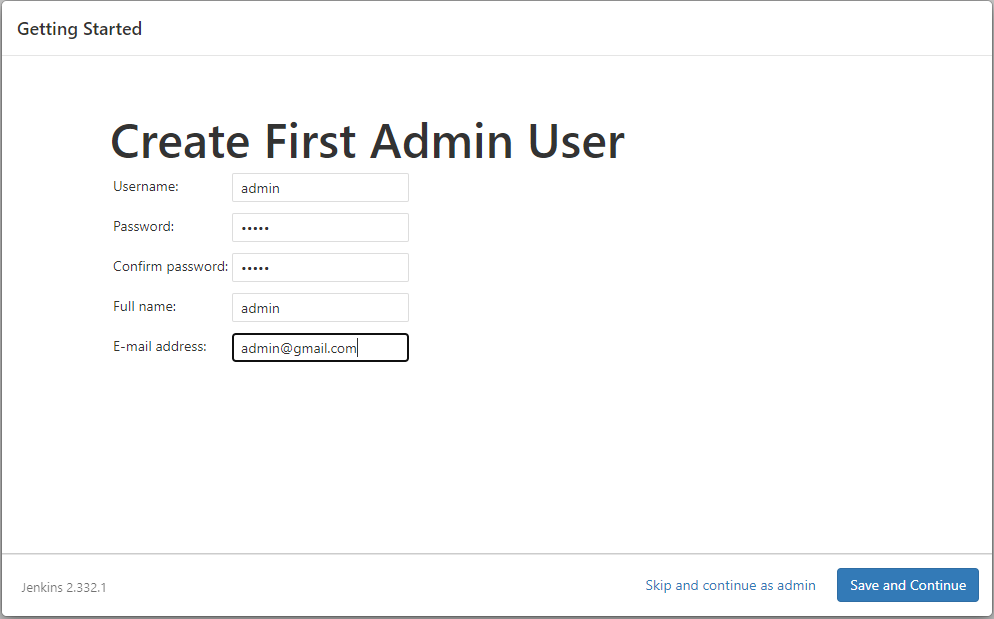 Getting Started
Create First Admin User
Username: admin
Password: •••••
Confirm password: •••••
Full name: admin
E-mail address: admin@gmail.com
Jenkins 2.332.1 Skip and continue as admin Save and Continue